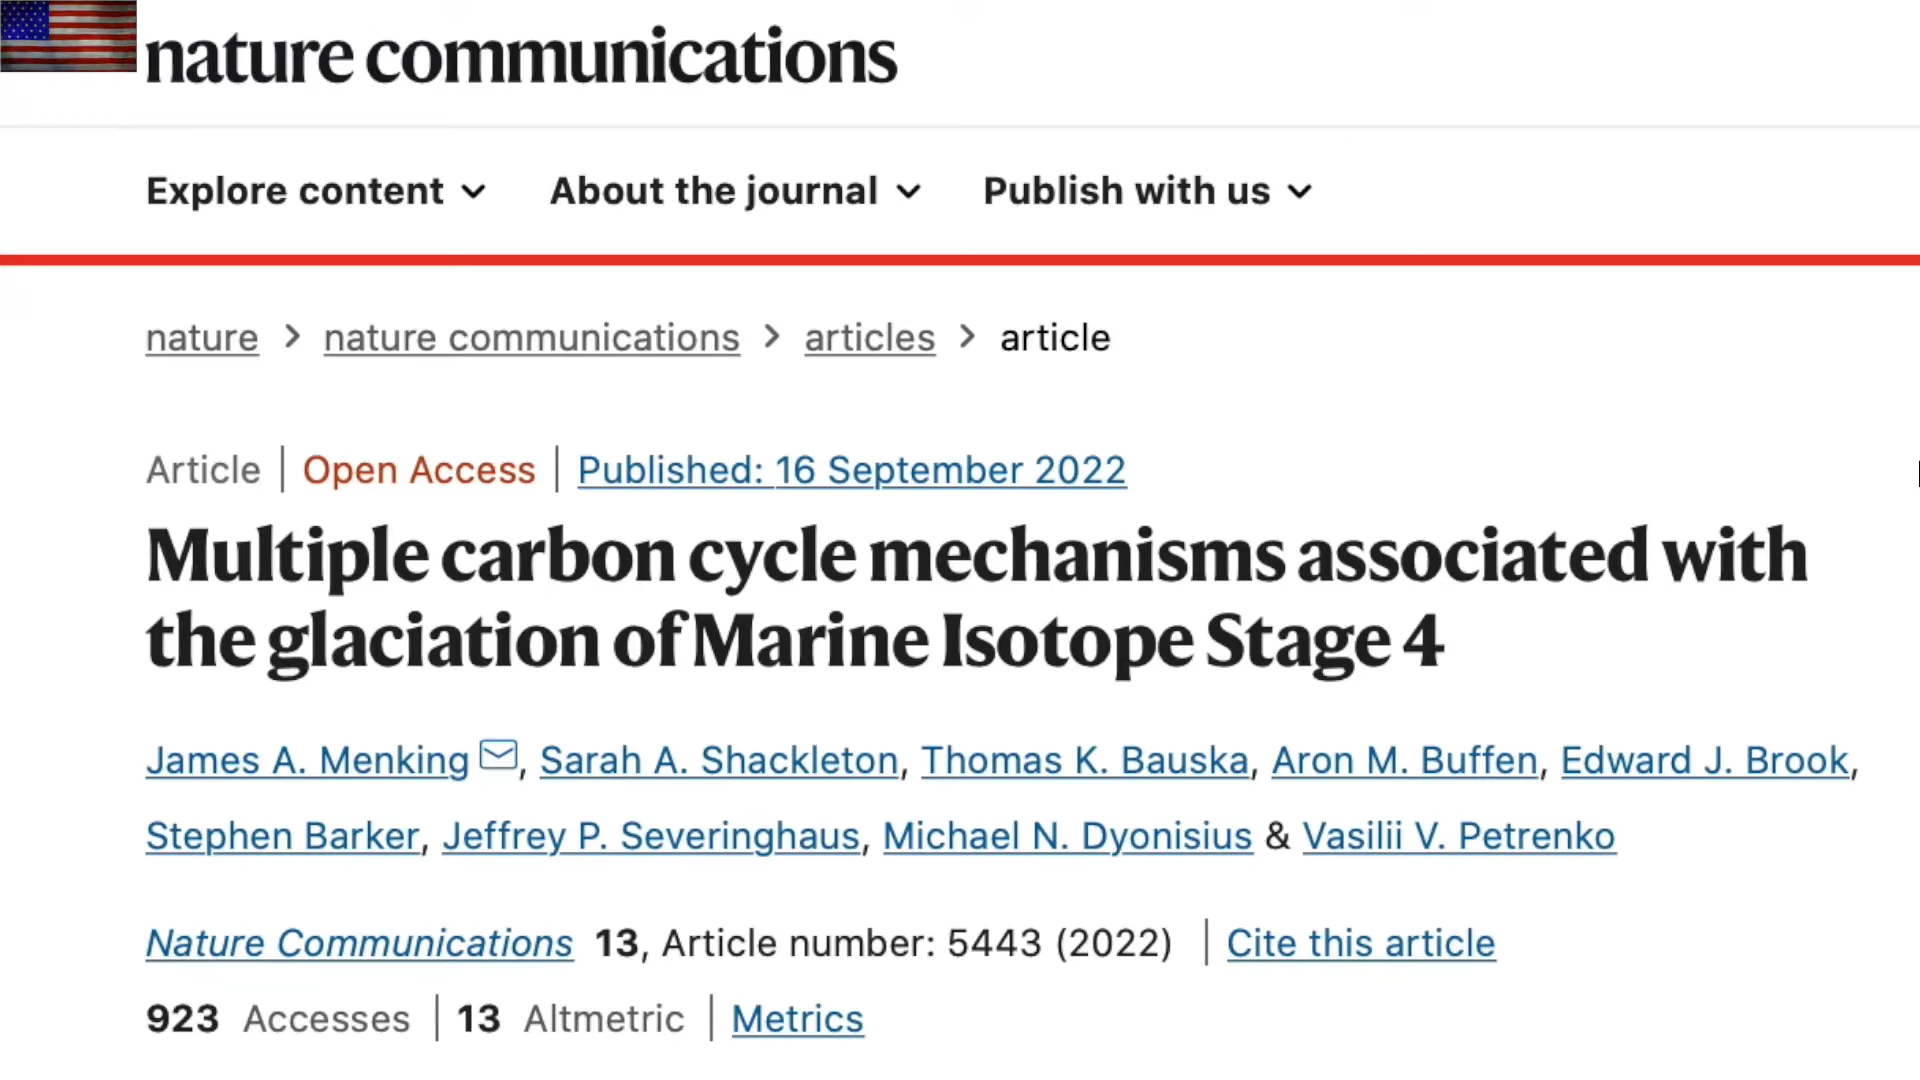 nature communications
Explore content About the journal Publish with us
nature > nature communications > articles > article
Article | Open Access | Published: 16 September 2022
Multiple carbon cycle mechanisms associated with
the glaciation of Marine Isotope Stage 4
James A. Menking, Sarah A. Shackleton, Thomas K. Bauska, Aron M. Buffen, Edward J. Brook,
Stephen Barker, Jeffrey P. Severinghaus, Michael N. Dyonisius & Vasilii V. Petrenko
Nature Communications 13, Article number: 5443 (2022) | Cite this article
923 Accesses | 13 Altmetric | Metrics